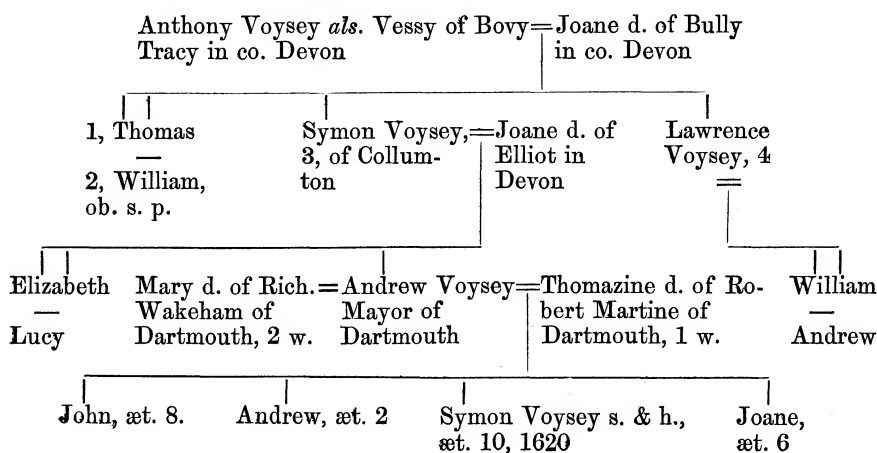 Anthony Voysey als. Vessy of Bovy=Joane d. of Bully
Tracy in co. Devon in co. Devon
1, Thomas Symon Voysey,=Joane d. of Lawrence
— 3, of Collum- Elliot in Voysey, 4
2, William, ton Devon =
ob. s. p.
Elizabeth Mary d. of Rich.=Andrew Voysey=Thomazine d. of Ro- William
— Wakeham of Mayor of bert Martine of —
Lucy Dartmouth, 2 w. Dartmouth Dartmouth, 1 w. Andrew
John, æt. 8. Andrew, æt. 2 Symon Voysey s. & h., Joane,
æt. 10, 1620 æt. 6